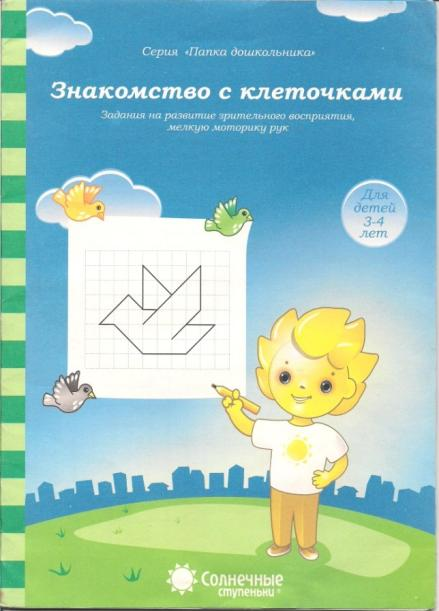 Серия «Папка дошкольника»
Знакомство с клеточками
Задания на развитие зрительного восприятия,
мелкую моторику рук
Для
детей
3-4
лет
Солнечные
ступеньки®